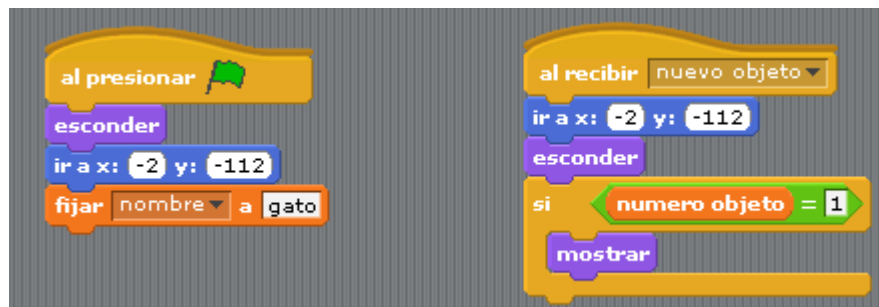 al presionar
esconder
ir a x: -2 y: -112
fijar nombre a gato
al recibir nuevo objeto
ir a x: -2 y: -112
esconder
si numero objeto = 1
mostrar